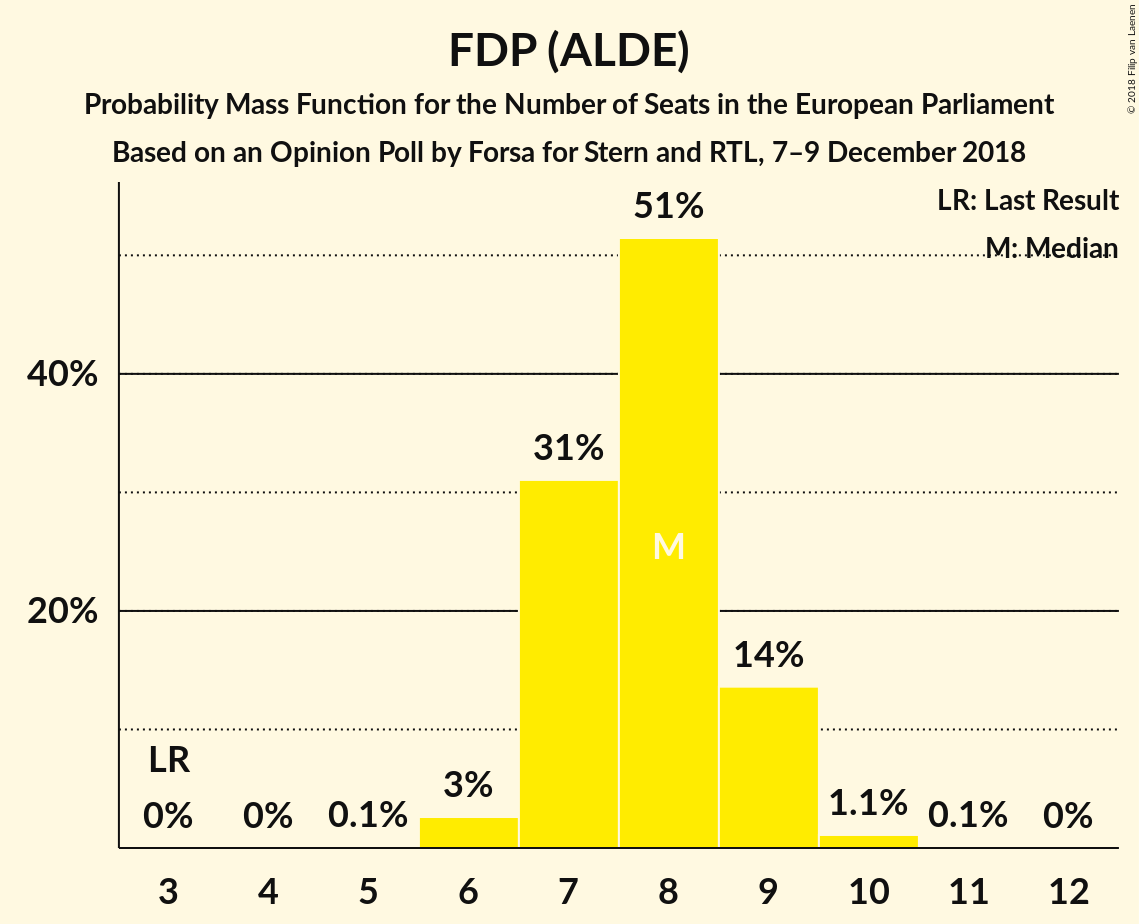 FDP (ALDE)
Probability Mass Function for the Number of Seats in the European Parliament
Based on an Opinion Poll by Forsa for Stern and RTL, 7–9 December 2018
© 2018 Filip van Laenen
LR: Last Result
M: Median
40%
20%
LR
0%
0%
0.1%
3%
31%
51%
M
14%
1.1%
0.1%
0%
3 4 5 6 7 8 9 10 11 12